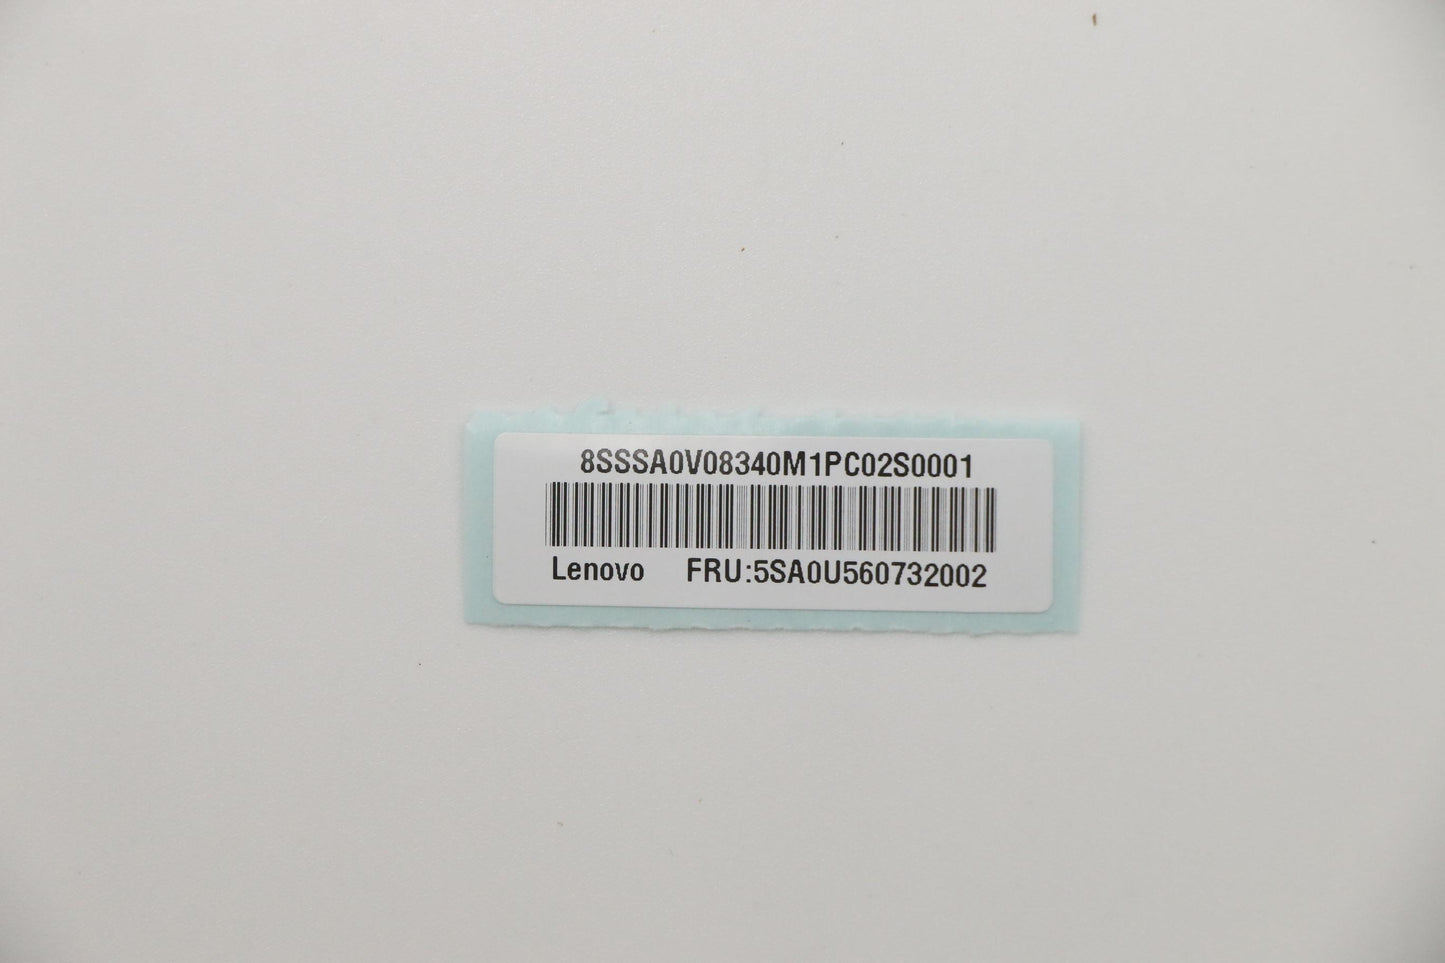 8SSSA0V08340M1PC02S0001
Lenovo FRU:5SA0U560732002